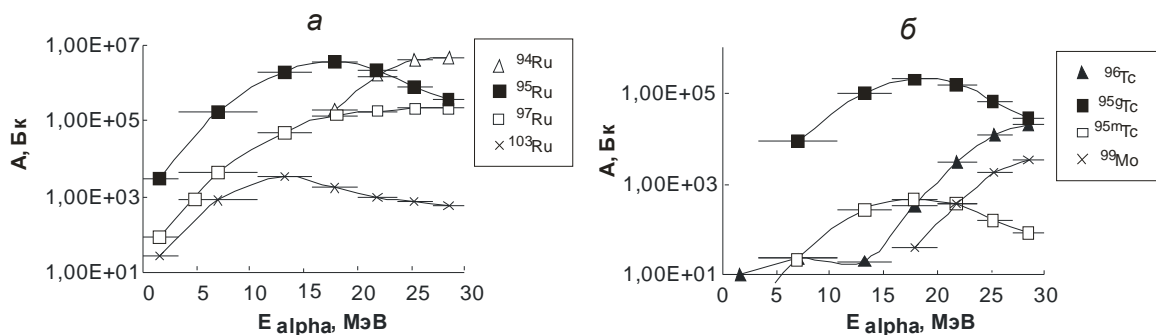 а
1,00E+07
1,00E+05
1,00E+03
1,00E+01
0 5 10 15 20 25 30
А, Бк
E alpha, МэВ
⁹⁴Ru
⁹⁵Ru
⁹⁷Ru
¹⁰³Ru
б
1,00E+05
1,00E+03
1,00E+01
0 5 10 15 20 25 30
А, Бк
E alpha, МэВ
⁹⁶Tc
⁹⁵ᵍTc
⁹⁵ᵐTc
⁹⁹Mo